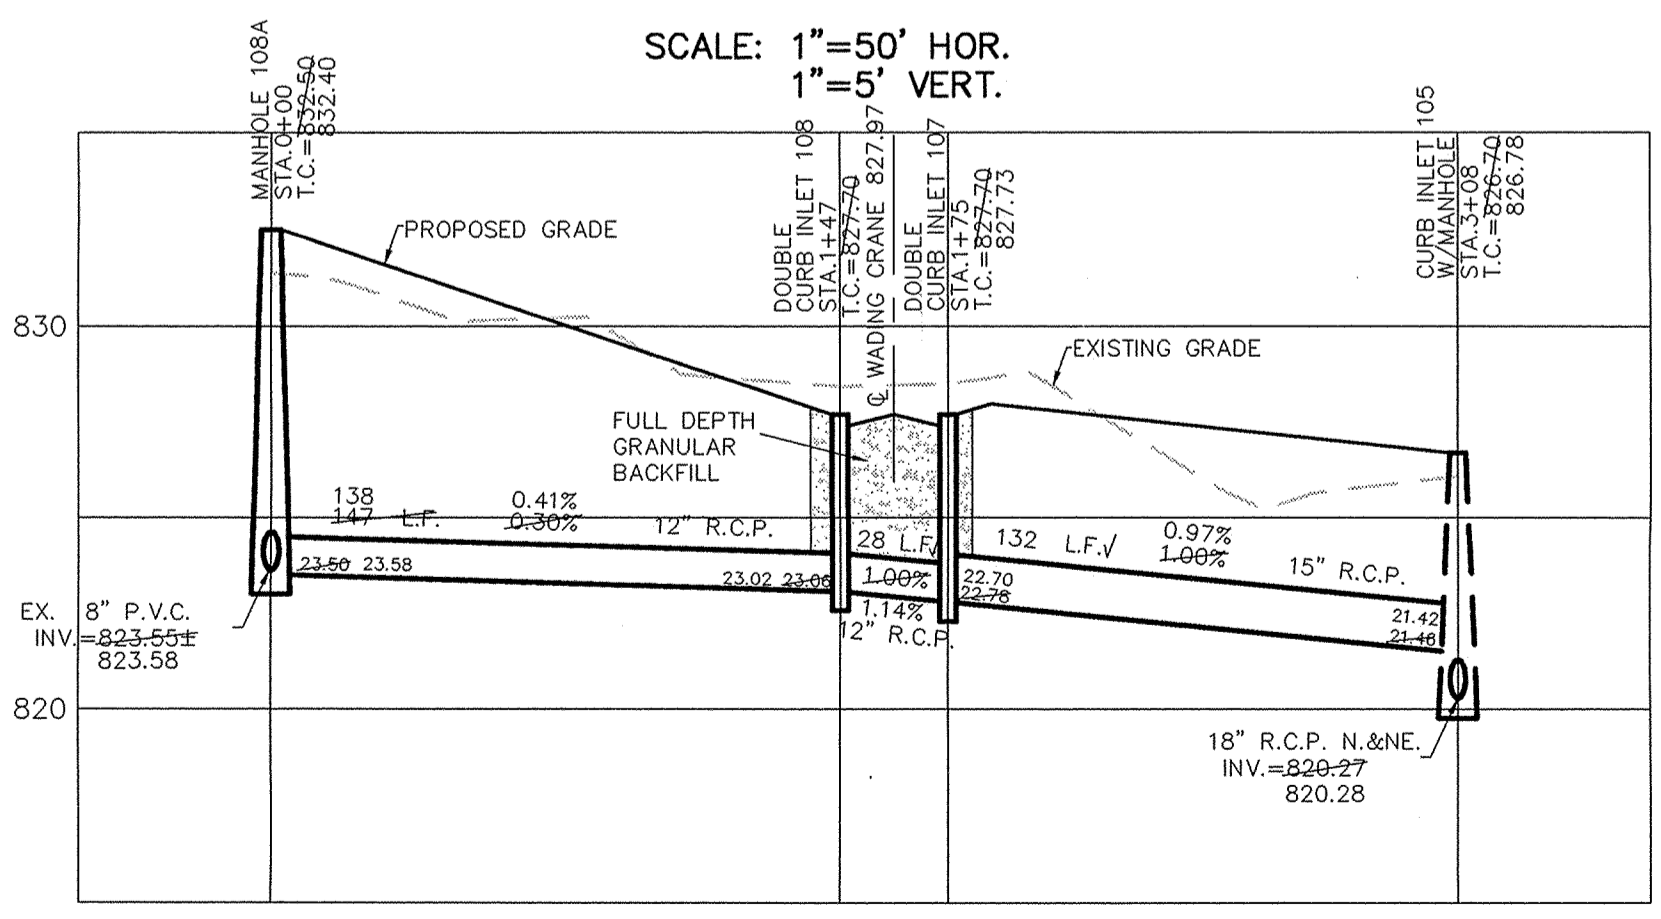 SCALE: 1"=50' HOR.
1"=5' VERT.
MANHOLE 108A
STA.0+00
T.C.=832.50
832.40
DOUBLE
CURB INLET 108
STA.1+47
T.C.=827.70
℄ WADING CRANE 827.97
DOUBLE
CURB INLET 107
STA.1+75
T.C.=827.70
827.73
CURB INLET 105
W/MANHOLE
STA.3+08
T.C.=826.70
826.78
PROPOSED GRADE
830
EXISTING GRADE
FULL DEPTH
GRANULAR
BACKFILL
138
147 L.F.
0.41%
0.30%
12" R.C.P.
28 L.F.√
132 L.F.√
0.97%
1.00%
15" R.C.P.
23.50 23.58
23.02 23.06
1.00%
1.14%
12" R.C.P.
22.70
22.78
21.42
21.46
EX. 8" P.V.C.
INV.=823.55±
823.58
820
18" R.C.P. N.&NE.
INV.=820.27
820.28